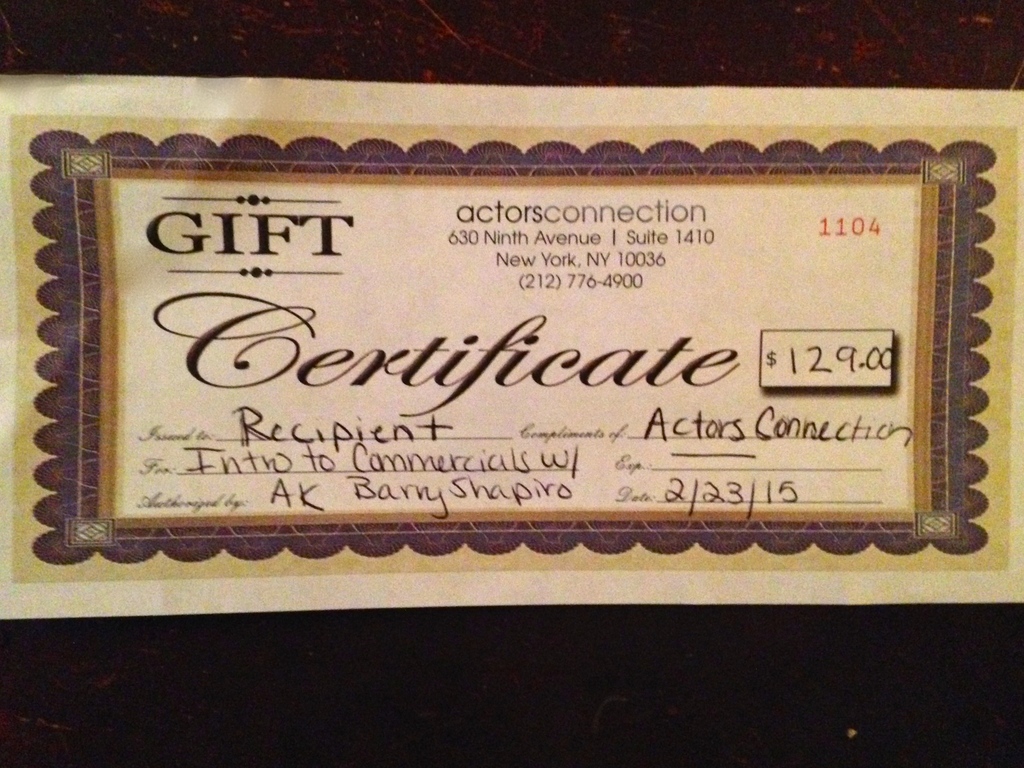 GIFT
actorsconnection
630 Ninth Avenue | Suite 1410
New York, NY 10036
(212) 776-4900
1104
Certificate
$129.00
Issued to: Recipient Compliments of: Actors Connection
For: Intro to Commercials w/ Exp.: —
Authorized by: AK Barry Shapiro Date: 2/23/15